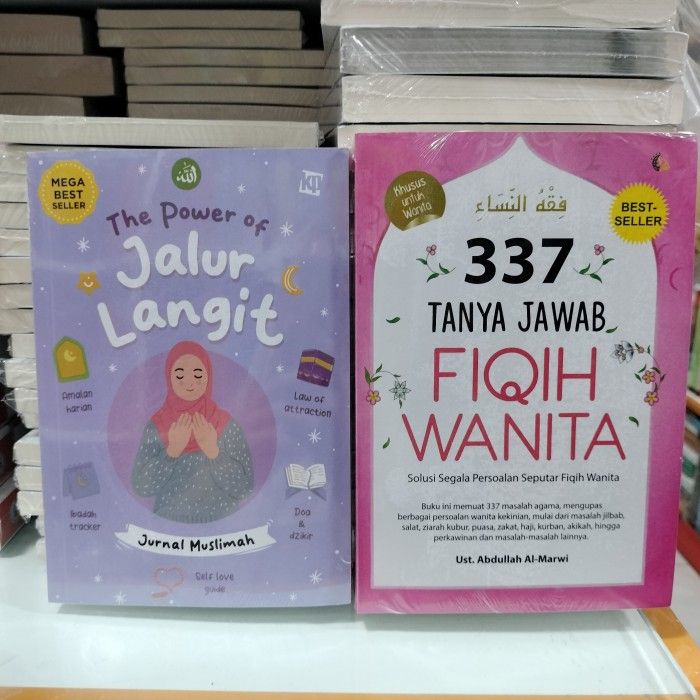 MEGA
BEST
SELLER
الله
KT
The Power of
Jalur
Langit
Amalan
harian
Law of
attraction
Ibadah
tracker
Doa
&
dzikir
Jurnal Muslimah
Self love
guide
Khusus
untuk
Wanita
فِقْهُ النِّسَاءِ
BEST-
SELLER
337
TANYA JAWAB
FIQIH
WANITA
Solusi Segala Persoalan Seputar Fiqih Wanita
Buku ini memuat 337 masalah agama, mengupas
berbagai persoalan wanita kekinian, mulai dari masalah jilbab,
salat, ziarah kubur, puasa, zakat, haji, kurban, akikah, hingga
perkawinan dan masalah-masalah lainnya.
Ust. Abdullah Al-Marwi